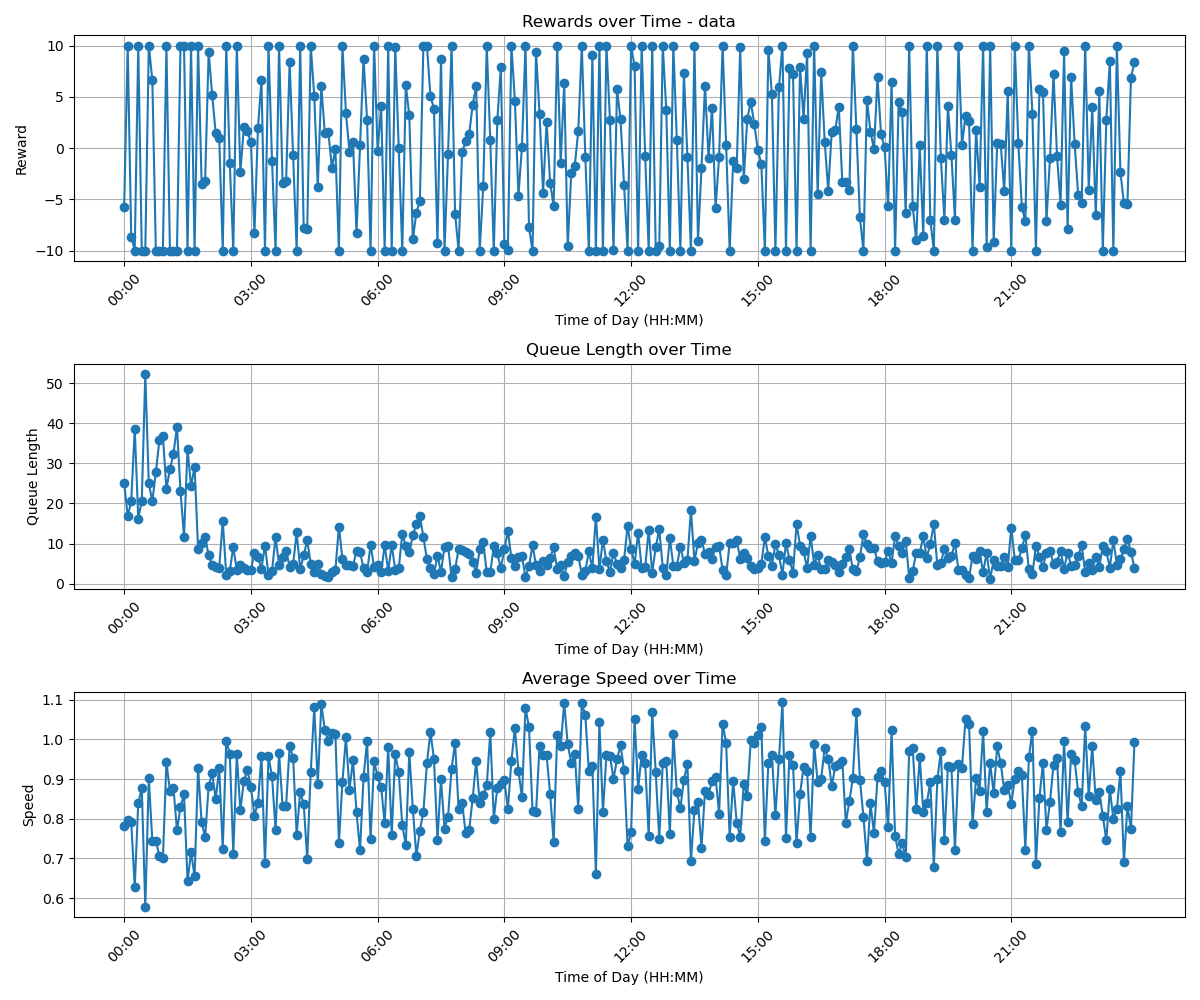 Rewards over Time - data
Reward
10
5
0
−5
−10
00:00 03:00 06:00 09:00 12:00 15:00 18:00 21:00
Time of Day (HH:MM)
Queue Length over Time
Queue Length
50
40
30
20
10
0
00:00 03:00 06:00 09:00 12:00 15:00 18:00 21:00
Time of Day (HH:MM)
Average Speed over Time
Speed
1.1
1.0
0.9
0.8
0.7
0.6
00:00 03:00 06:00 09:00 12:00 15:00 18:00 21:00
Time of Day (HH:MM)